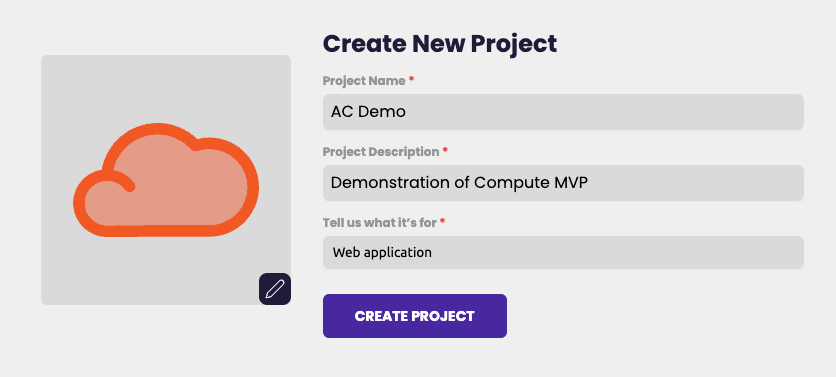 Create New Project
Project Name *
AC Demo
Project Description *
Demonstration of Compute MVP
Tell us what it's for *
Web application
CREATE PROJECT